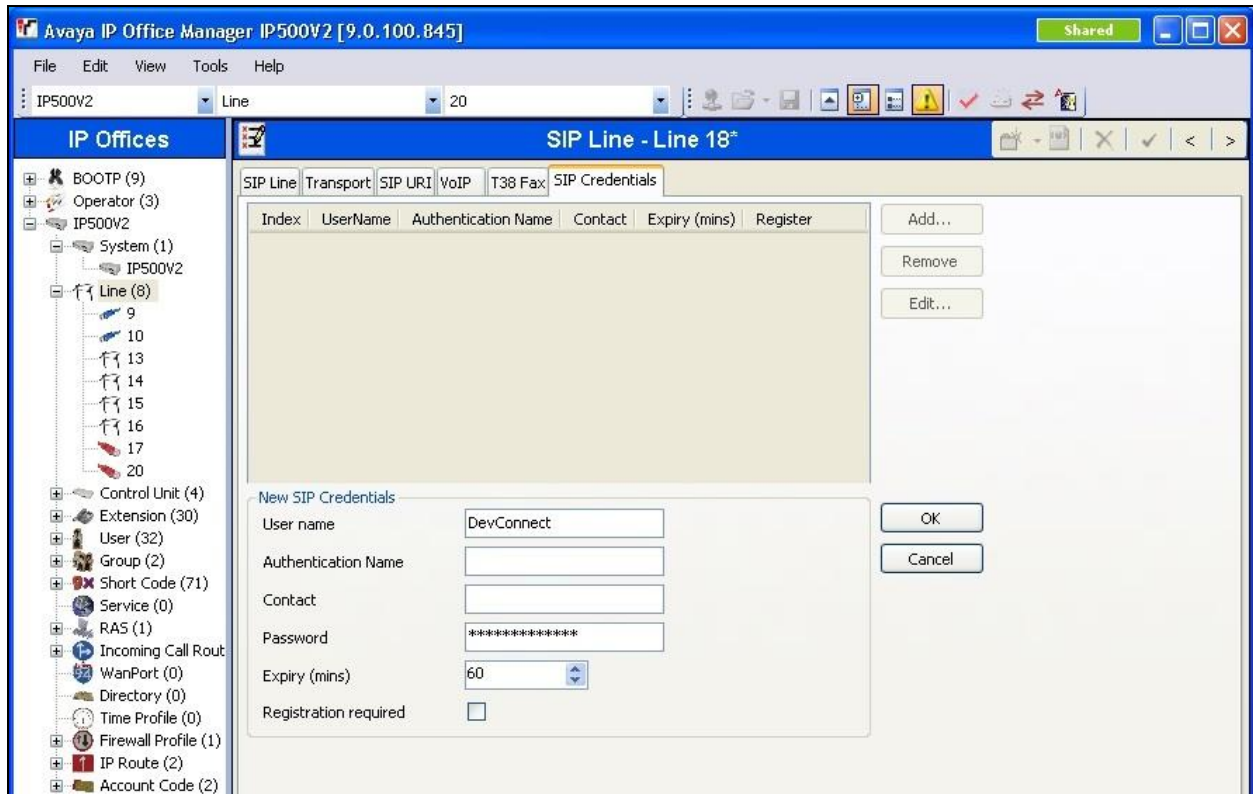 Avaya IP Office Manager IP500V2 [9.0.100.845]
Shared
File Edit View Tools Help
IP500V2 Line 20
IP Offices
BOOTP (9)
Operator (3)
IP500V2
System (1)
IP500V2
Line (8)
9
10
13
14
15
16
17
20
Control Unit (4)
Extension (30)
User (32)
Group (2)
Short Code (71)
Service (0)
RAS (1)
Incoming Call Rout
WanPort (0)
Directory (0)
Time Profile (0)
Firewall Profile (1)
IP Route (2)
Account Code (2)
SIP Line - Line 18*
SIP Line Transport SIP URI VoIP T38 Fax SIP Credentials
Index UserName Authentication Name Contact Expiry (mins) Register
Add...
Remove
Edit...
New SIP Credentials
User name DevConnect
Authentication Name
Contact
Password *************
Expiry (mins) 60
Registration required
OK
Cancel